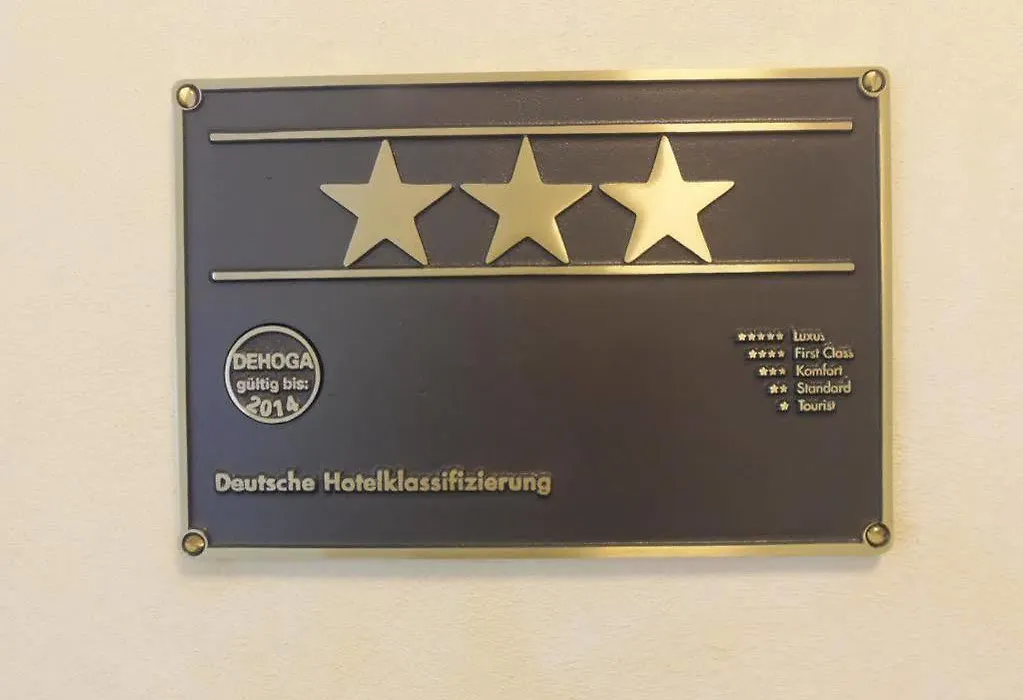 DEHOGA
gültig bis:
2014
★★★★★ Luxus
★★★★ First Class
★★★ Komfort
★★ Standard
★ Tourist
Deutsche Hotelklassifizierung